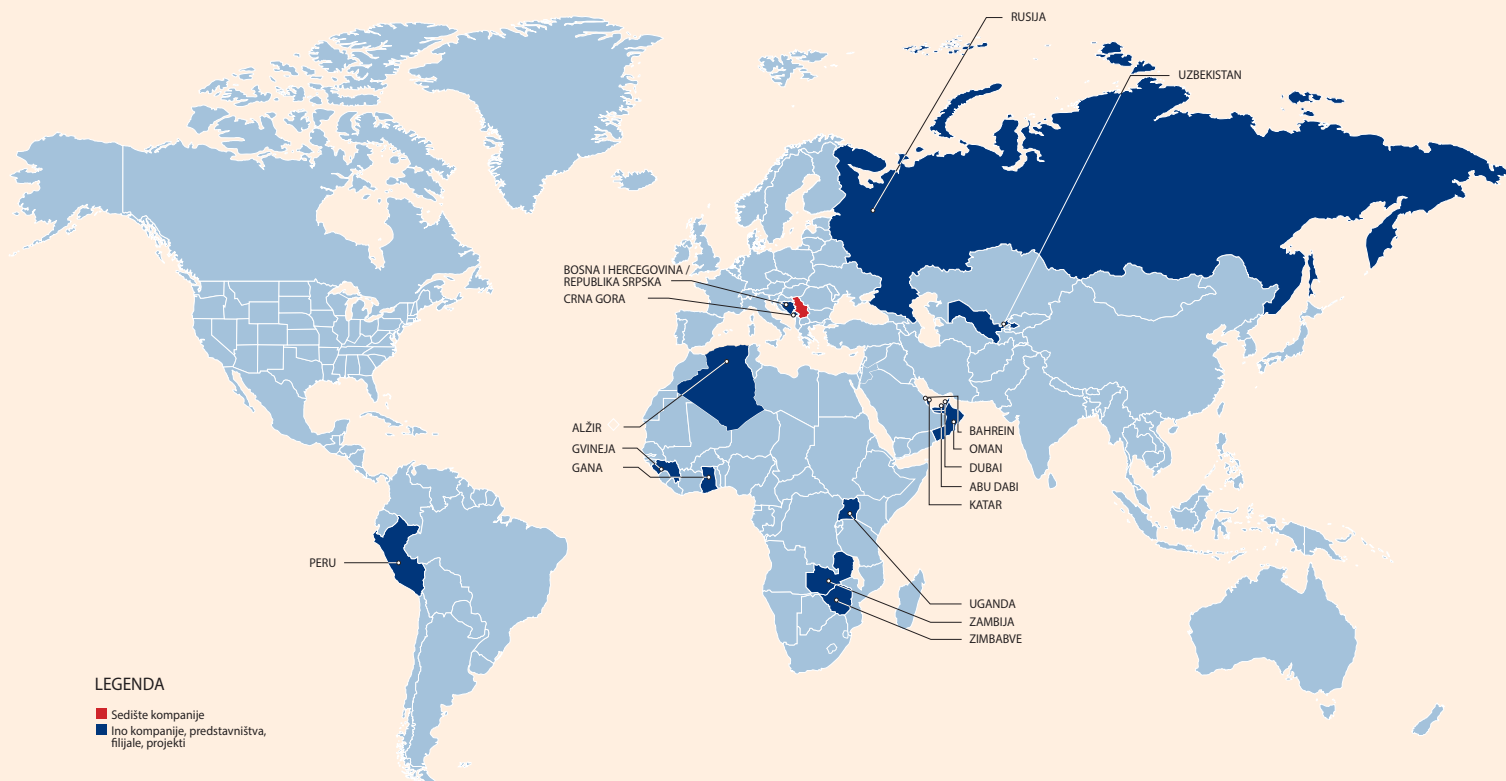 RUSIJA
UZBEKISTAN
BOSNA I HERCEGOVINA /
REPUBLIKA SRPSKA
CRNA GORA
ALŽIR
GVINEJA
GANA
BAHREIN
OMAN
DUBAI
ABU DABI
KATAR
PERU
UGANDA
ZAMBIJA
ZIMBABVE
LEGENDA
Sedište kompanije
Ino kompanije, predstavništva,
filijale, projekti